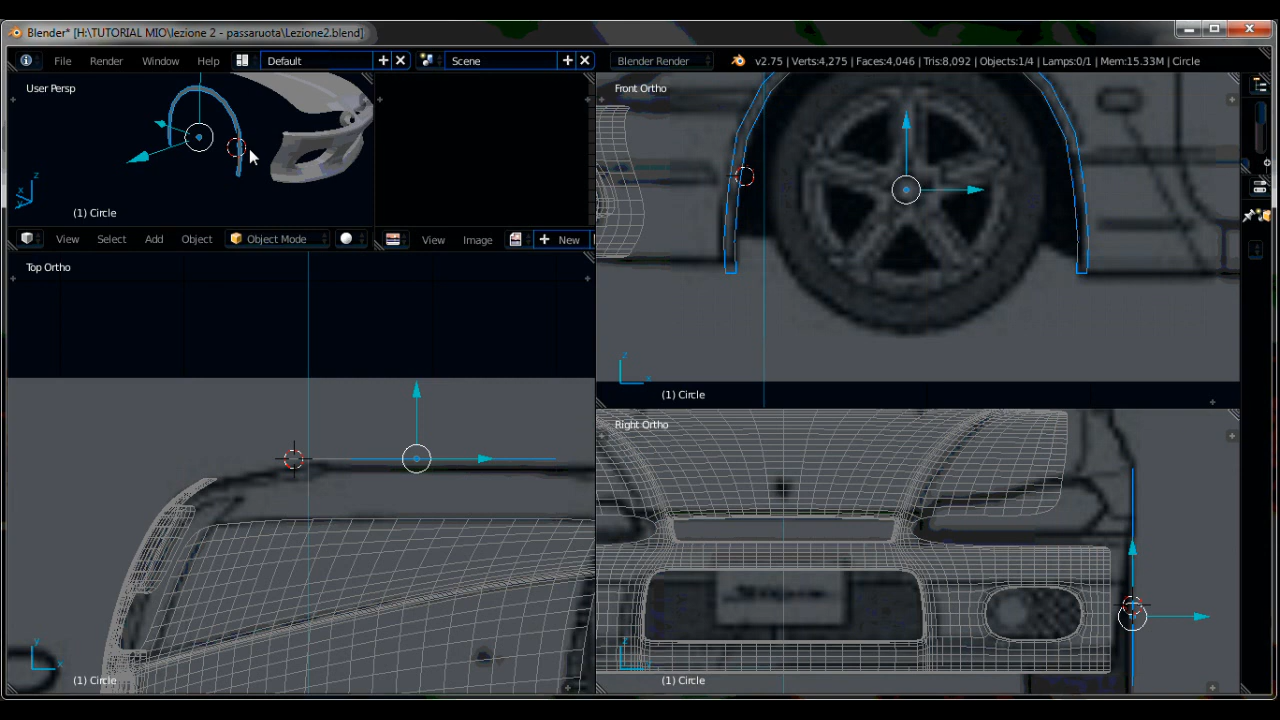 Blender* [H:\TUTORIAL MIO\lezione 2 - passaruota\Lezione2.blend]
File Render Window Help Default Scene Blender Render v2.75 | Verts:4,275 | Faces:4,046 | Tris:8,092 | Objects:1/4 | Lamps:0/1 | Mem:15.33M | Circle
User Persp
z
x
y
(1) Circle
View Select Add Object Object Mode
View Image New
Front Ortho
z
x
(1) Circle
Top Ortho
y
x
(1) Circle
Right Ortho
z
y
(1) Circle